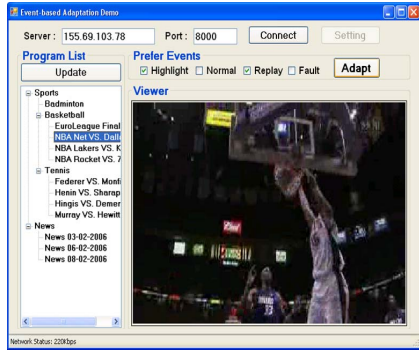 Event-based Adaptation Demo
Server : 155.69.103.78 Port : 8000 Connect Setting
Program List
Update
Prefer Events
Highlight Normal Replay Fault Adapt
Sports
Badminton
Basketball
EuroLeague Final
NBA Net VS. Dall
NBA Lakers VS. K
NBA Rocket VS. 7
Tennis
Federer VS. Monfi
Henin VS. Sharap
Hingis VS. Demer
Murray VS. Hewitt
News
News 03-02-2006
News 06-02-2006
News 08-02-2006
Viewer
33
Network Status: 220Kbps